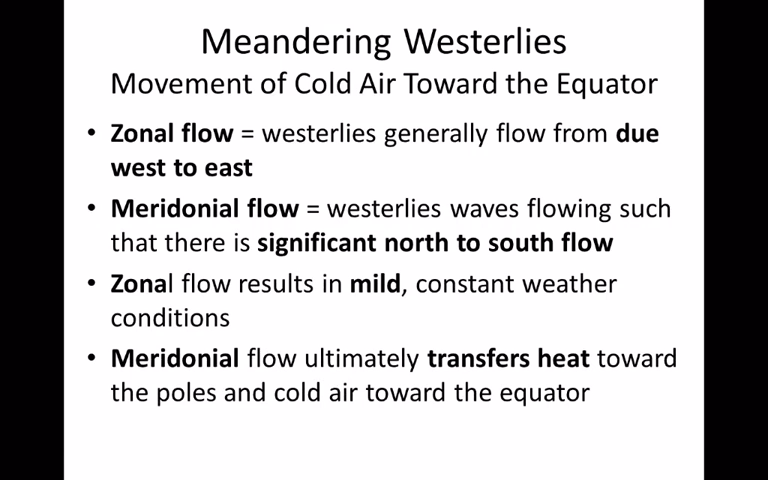 Meandering Westerlies
Movement of Cold Air Toward the Equator
• Zonal flow = westerlies generally flow from due
west to east
• Meridonial flow = westerlies waves flowing such
that there is significant north to south flow
• Zonal flow results in mild, constant weather
conditions
• Meridonial flow ultimately transfers heat toward
the poles and cold air toward the equator